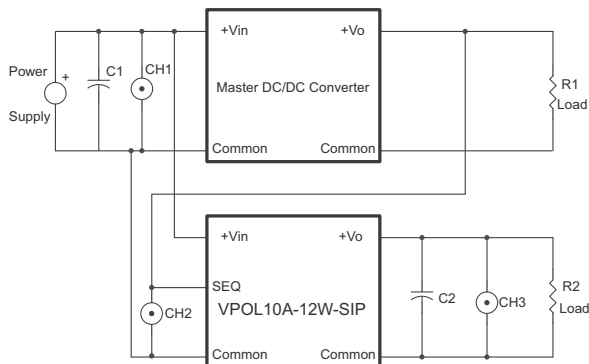 +Vin
+Vo
Power
+
C1
CH1
Master DC/DC Converter
R1
Load
Supply
Common
Common
+Vin
+Vo
SEQ
VPOL10A-12W-SIP
CH2
C2
CH3
R2
Load
Common
Common